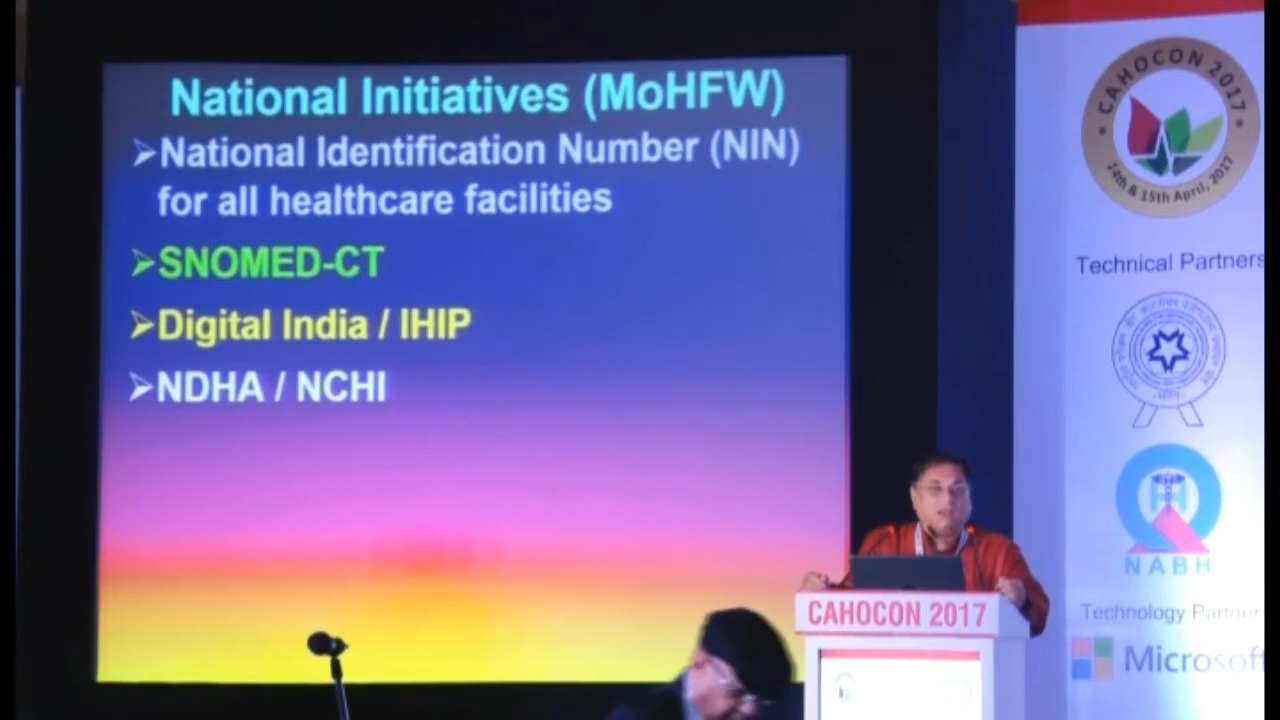 National Initiatives (MoHFW)
➢National Identification Number (NIN)
for all healthcare facilities
➢SNOMED-CT
➢Digital India / IHIP
➢NDHA / NCHI
CAHOCON 2017
14th & 15th April, 2017
Technical Partners
NABH
Technology Partner
Microsoft
CAHOCON 2017